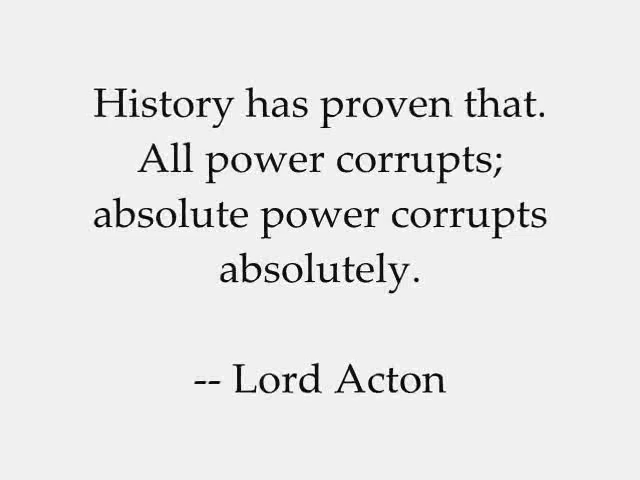 History has proven that.
All power corrupts;
absolute power corrupts
absolutely.
-- Lord Acton